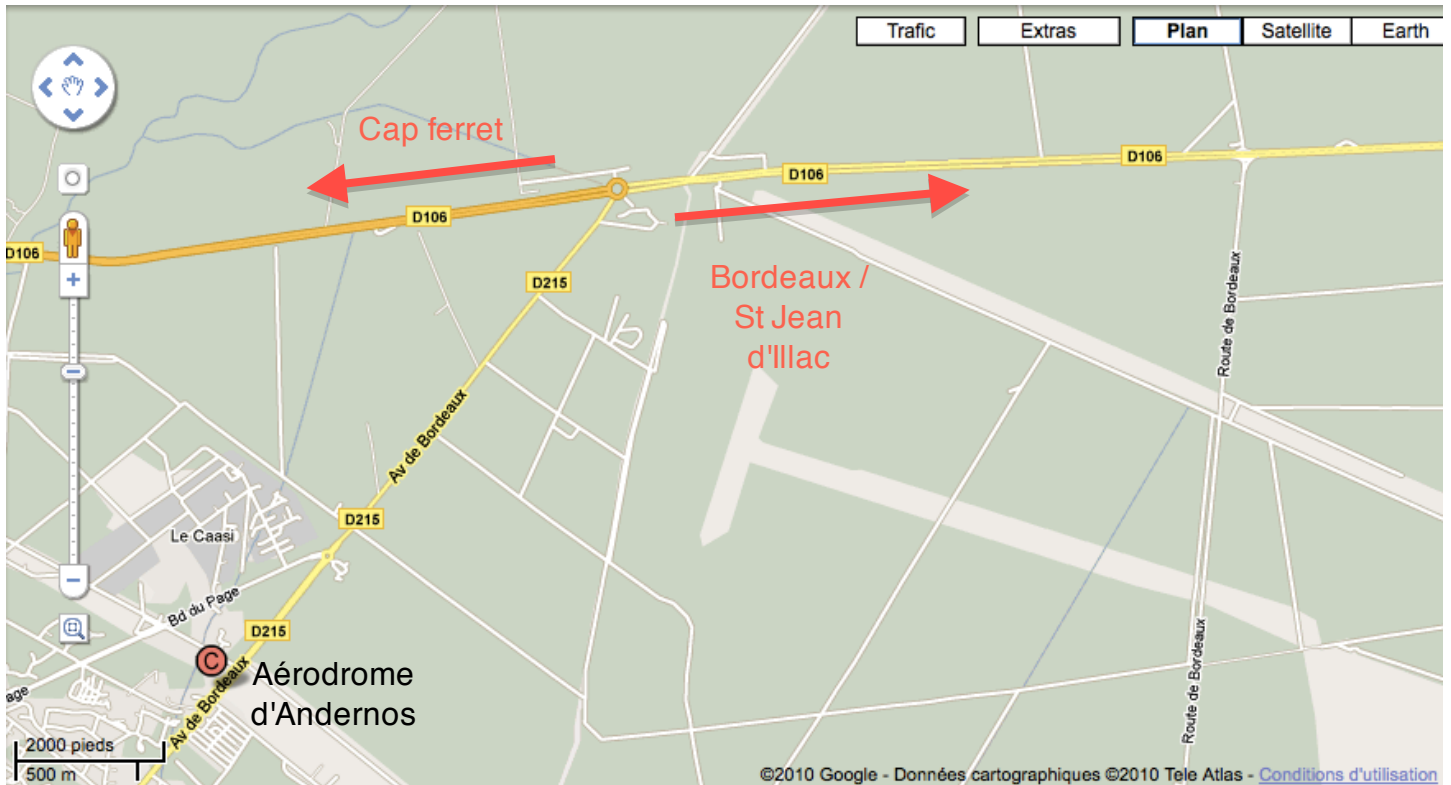 Trafic
Extras
Plan
Satellite
Earth
Cap ferret
D106
D106
D106
D106
Bordeaux /
St Jean
d'Illac
D215
Route de Bordeaux
Av de Bordeaux
D215
Le Caasi
Bd du Page
D215
C
Aérodrome
d'Andernos
age
Av de Bordeaux
Route de Bordeaux
2000 pieds
500 m
©2010 Google - Données cartographiques ©2010 Tele Atlas - Conditions d'utilisation